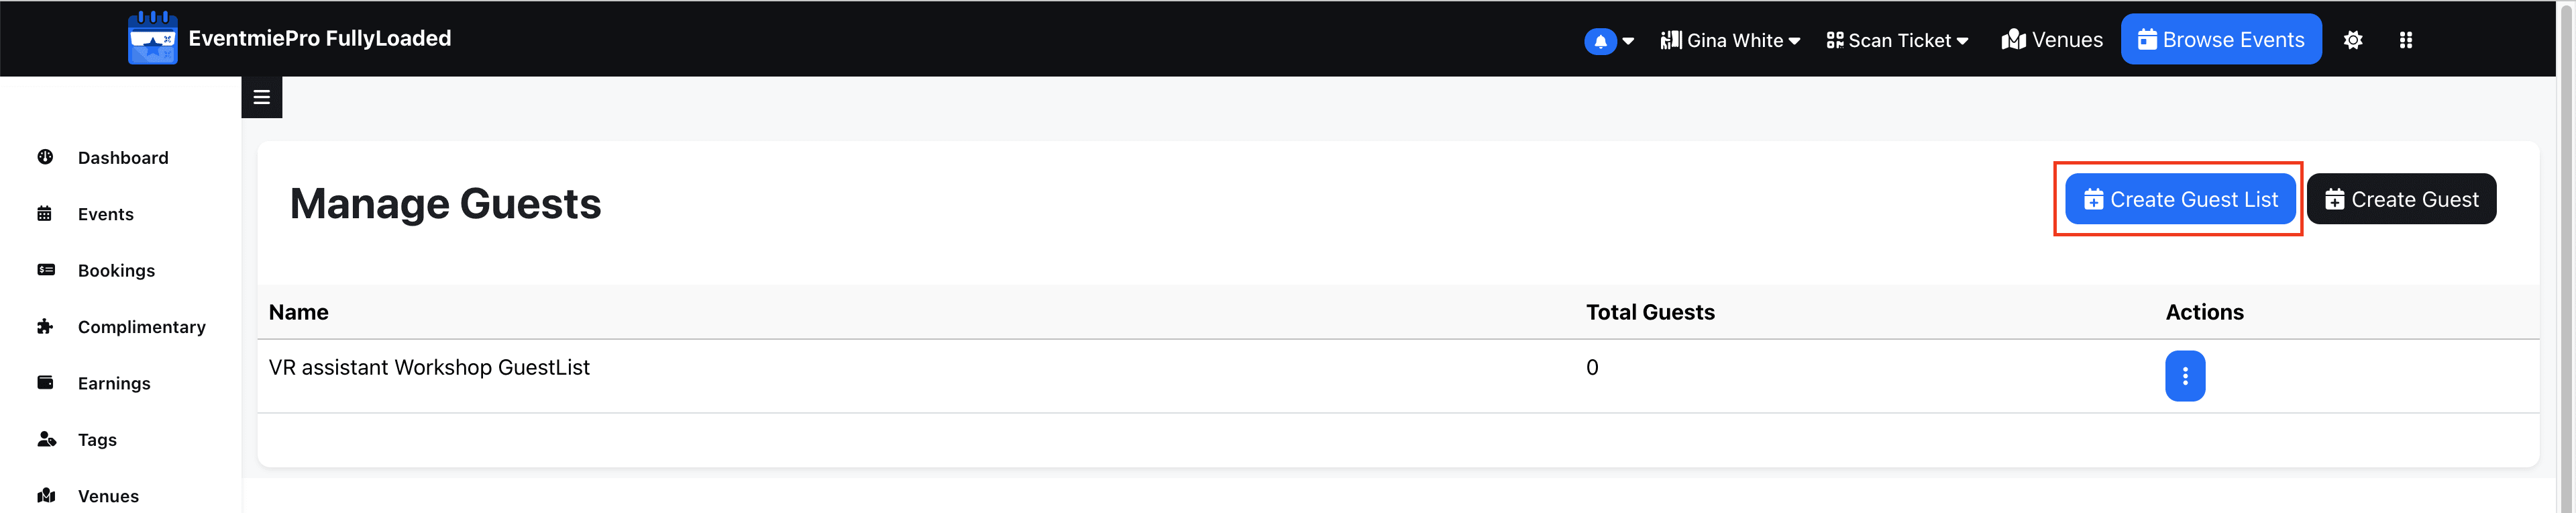 EventmiePro FullyLoaded
Gina White
Scan Ticket
Venues
Browse Events
Dashboard
Events
Bookings
Complimentary
Earnings
Tags
Venues
Manage Guests
Create Guest List
Create Guest
Name
Total Guests
Actions
VR assistant Workshop GuestList
0